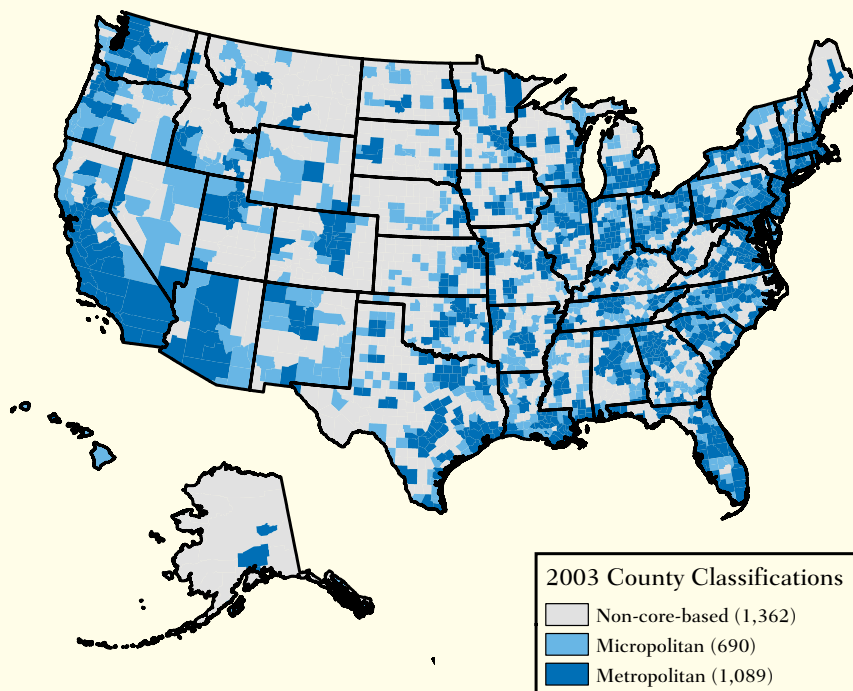 2003 County Classifications
Non-core-based (1,362)
Micropolitan (690)
Metropolitan (1,089)